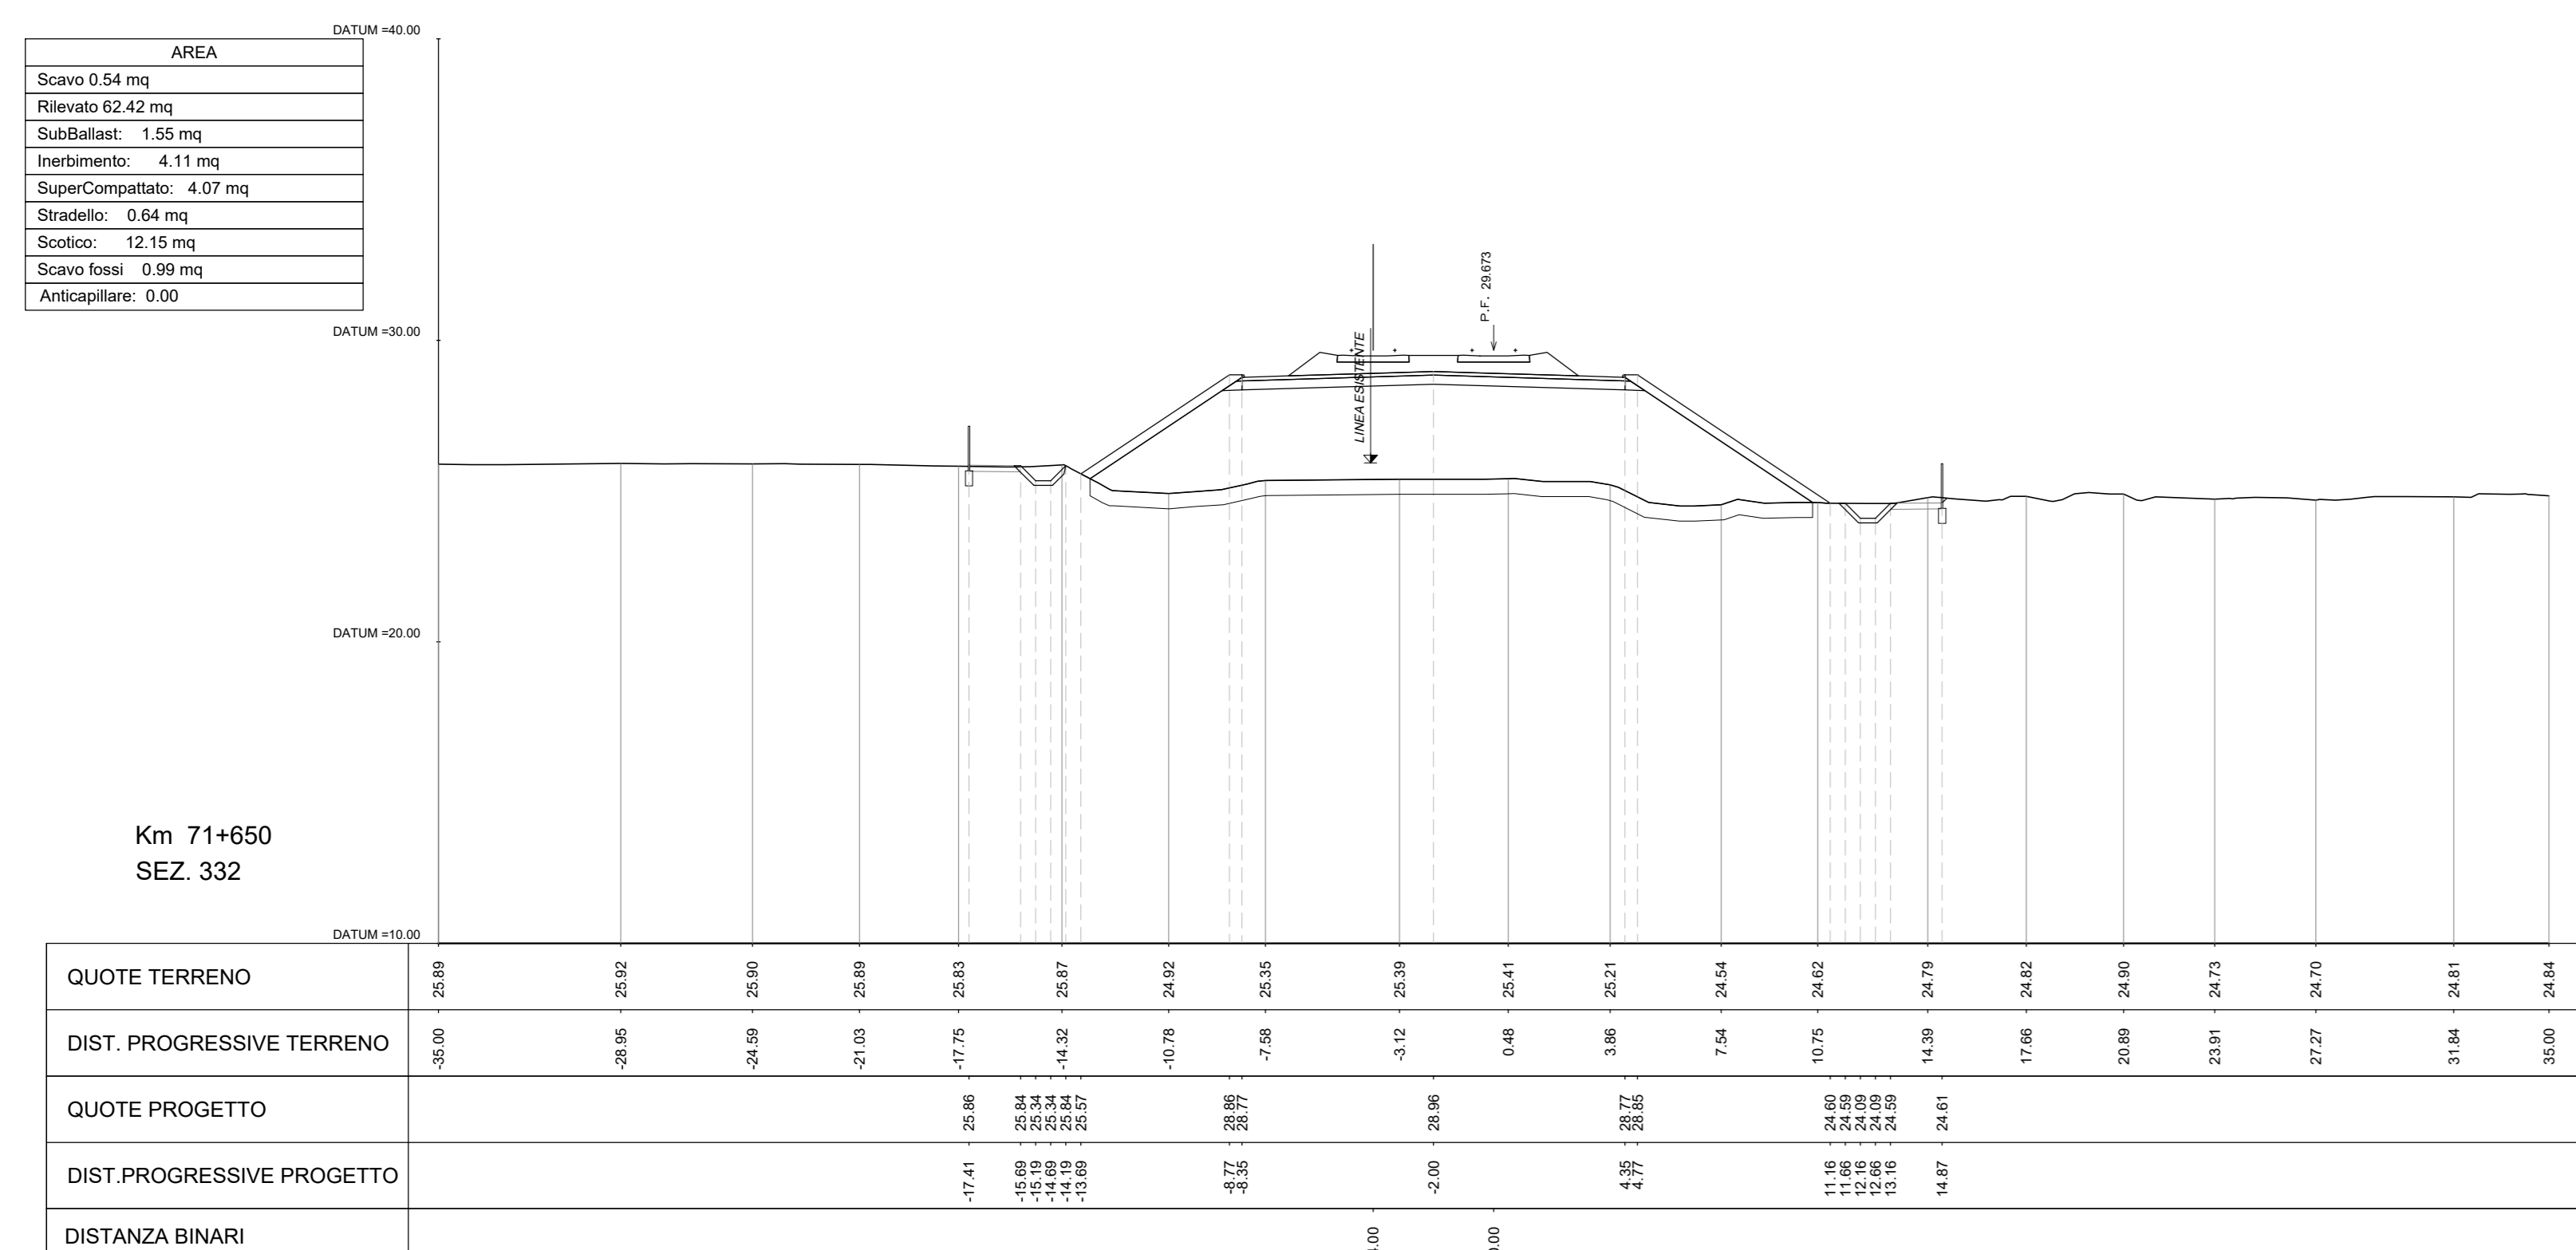 DATUM =40.00
AREA
Scavo 0.54 mq
Rilevato 62.42 mq
SubBallast: 1.55 mq
Inerbimento: 4.11 mq
SuperCompattato: 4.07 mq
Stradello: 0.64 mq
Scotico: 12.15 mq
Scavo fossi 0.99 mq
Anticapillare: 0.00
P.F. 29.673
DATUM =30.00
LINEA ESISTENTE
DATUM =20.00
Km 71+650
SEZ. 332
DATUM =10.00
QUOTE TERRENO 25.89 25.92 25.90 25.89 25.83 25.87 24.92 25.35 25.39 25.41 25.21 24.54 24.62 24.79 24.82 24.90 24.73 24.70 24.81 24.84
DIST. PROGRESSIVE TERRENO -35.00 -28.95 -24.59 -21.03 -17.75 -14.32 -10.78 -7.58 -3.12 0.48 3.86 7.54 10.75 14.39 17.66 20.89 23.91 27.27 31.84 35.00
QUOTE PROGETTO 25.86 25.84 25.34 25.34 25.84 25.57 28.86 28.77 28.96 28.77 28.85 24.60 24.59 24.09 24.09 24.59 24.61
DIST.PROGRESSIVE PROGETTO -17.41 -15.69 -15.19 -14.69 -14.19 -13.69 -8.77 -8.35 -2.00 4.35 4.77 11.16 11.66 12.16 12.66 13.16 14.87
DISTANZA BINARI